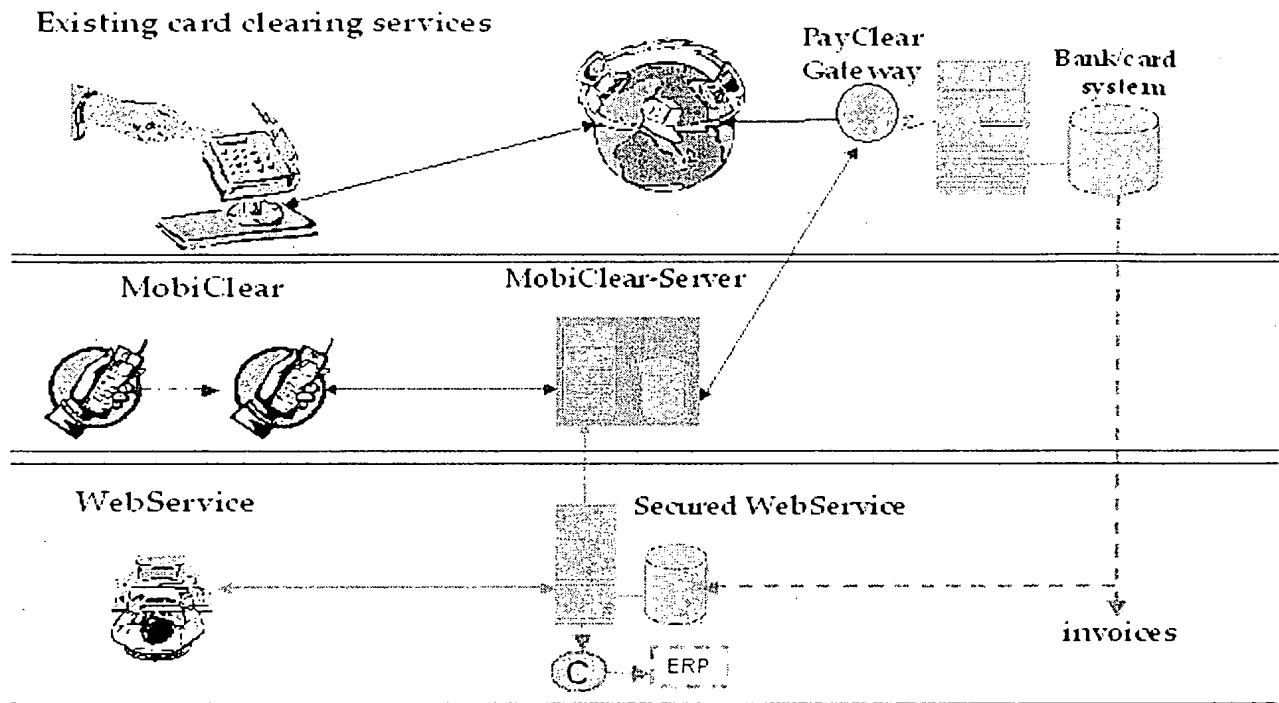 Existing card clearing services
PayClear
Gateway
Bank/card
system
MobiClear
MobiClear-Server
WebService
Secured WebService
invoices
C
ERP